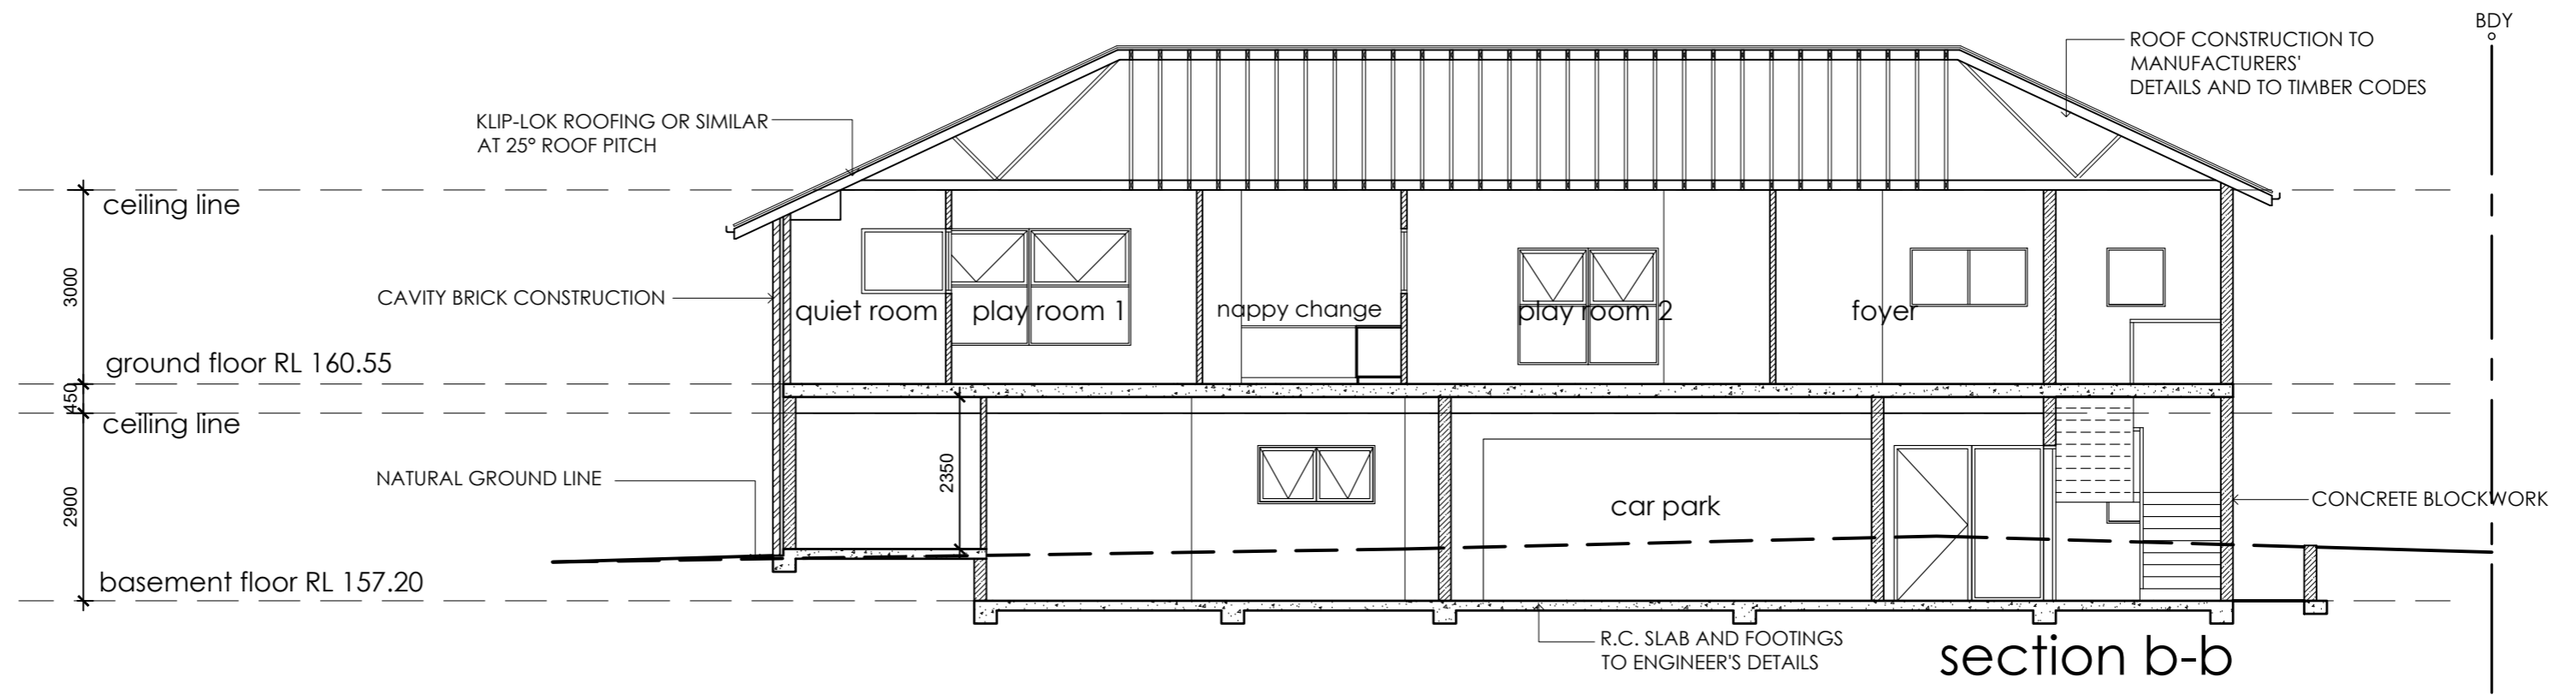 BDY
ROOF CONSTRUCTION TO
MANUFACTURERS'
DETAILS AND TO TIMBER CODES
KLIP-LOK ROOFING OR SIMILAR
AT 25° ROOF PITCH
ceiling line
3000
CAVITY BRICK CONSTRUCTION
quiet room
play room 1
nappy change
play room 2
foyer
ground floor RL 160.55
450
ceiling line
2350
NATURAL GROUND LINE
2900
car park
CONCRETE BLOCKWORK
basement floor RL 157.20
R.C. SLAB AND FOOTINGS
TO ENGINEER'S DETAILS
section b-b